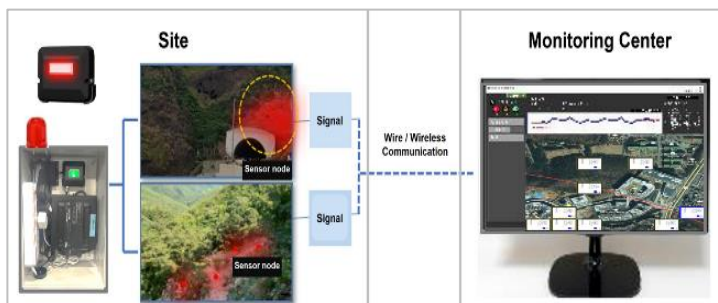 Site
Monitoring Center
Signal
Sensor node
Wire / Wireless
Communication
Signal
Sensor node